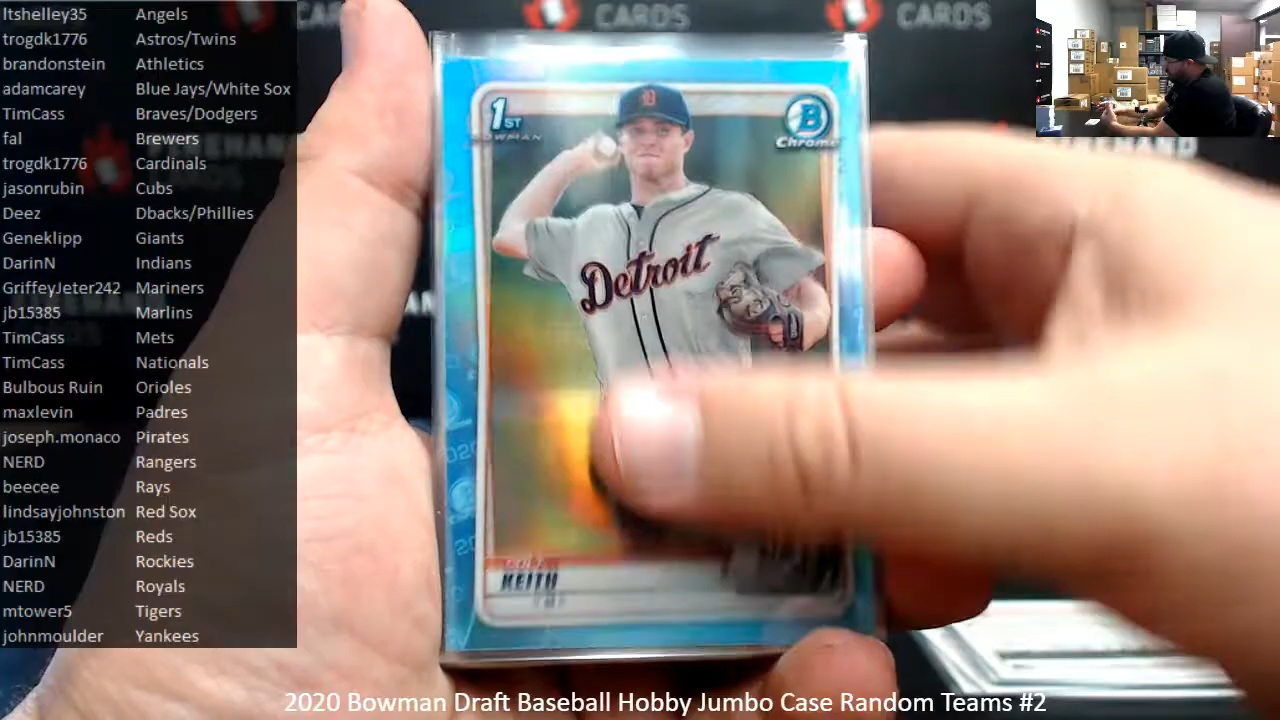 ltshelley35 Angels
trogdk1776 Astros/Twins
brandonstein Athletics
adamcarey Blue Jays/White Sox
TimCass Braves/Dodgers
fal Brewers
trogdk1776 Cardinals
jasonrubin Cubs
Deez Dbacks/Phillies
Geneklipp Giants
DarinN Indians
GriffeyJeter242 Mariners
jb15385 Marlins
TimCass Mets
TimCass Nationals
Bulbous Ruin Orioles
maxlevin Padres
joseph.monaco Pirates
NERD Rangers
beecee Rays
lindsayjohnston Red Sox
jb15385 Reds
DarinN Rockies
NERD Royals
mtower5 Tigers
johnmoulder Yankees
CARDS
CARDS
1ST
BOWMAN
B
Chrome
D
Detroit
KEITH
2020 Bowman Draft Baseball Hobby Jumbo Case Random Teams #2